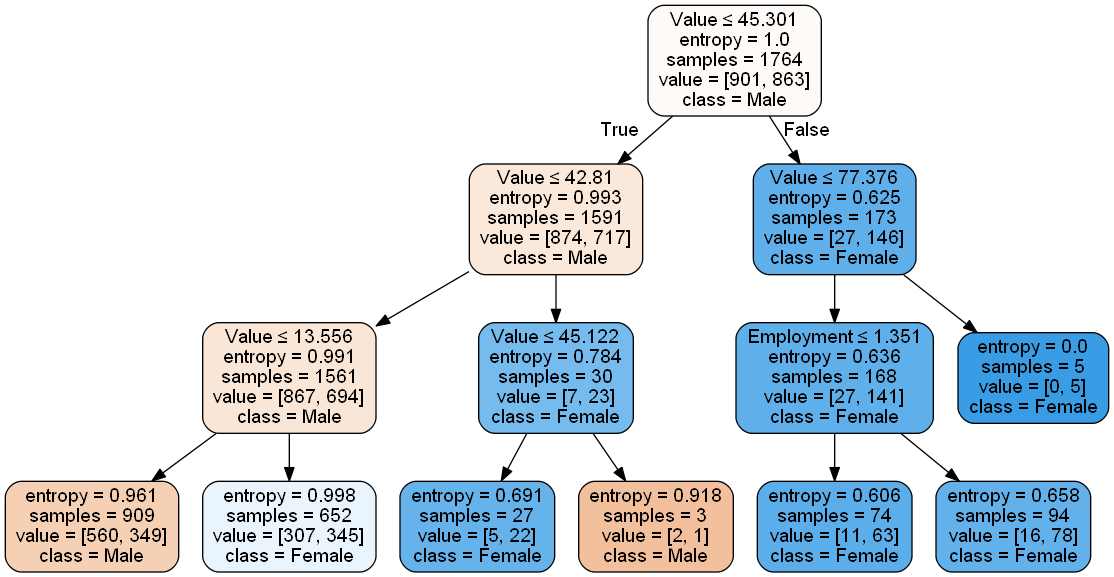 Value ≤ 45.301
entropy = 1.0
samples = 1764
value = [901, 863]
class = Male
True
False
Value ≤ 42.81
entropy = 0.993
samples = 1591
value = [874, 717]
class = Male
Value ≤ 77.376
entropy = 0.625
samples = 173
value = [27, 146]
class = Female
Value ≤ 13.556
entropy = 0.991
samples = 1561
value = [867, 694]
class = Male
Value ≤ 45.122
entropy = 0.784
samples = 30
value = [7, 23]
class = Female
Employment ≤ 1.351
entropy = 0.636
samples = 168
value = [27, 141]
class = Female
entropy = 0.0
samples = 5
value = [0, 5]
class = Female
entropy = 0.961
samples = 909
value = [560, 349]
class = Male
entropy = 0.998
samples = 652
value = [307, 345]
class = Female
entropy = 0.691
samples = 27
value = [5, 22]
class = Female
entropy = 0.918
samples = 3
value = [2, 1]
class = Male
entropy = 0.606
samples = 74
value = [11, 63]
class = Female
entropy = 0.658
samples = 94
value = [16, 78]
class = Female